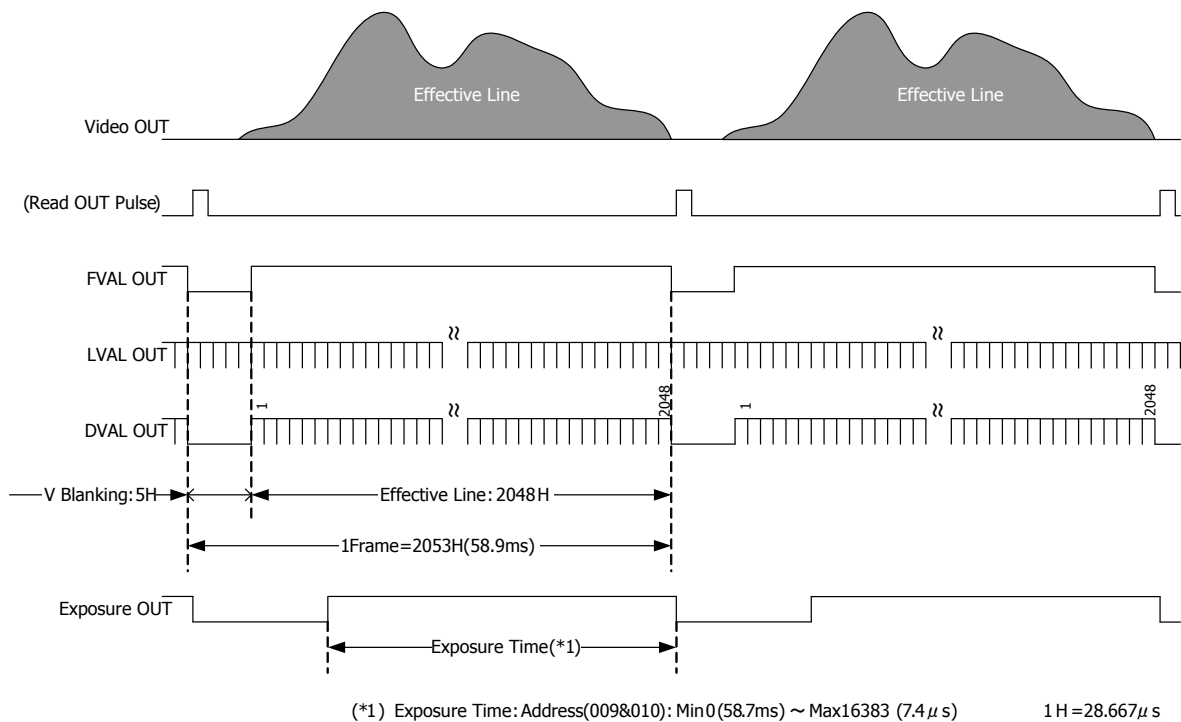 Effective Line
Effective Line
Video OUT
(Read OUT Pulse)
FVAL OUT
≈
≈
LVAL OUT
1
2048
1
2048
≈
≈
DVAL OUT
V Blanking:5H
Effective Line:2048H
1Frame=2053H(58.9ms)
Exposure OUT
Exposure Time(*1)
(*1) Exposure Time:Address(009&010): Min0(58.7ms) ～ Max16383 (7.4μs) 1H=28.667μs